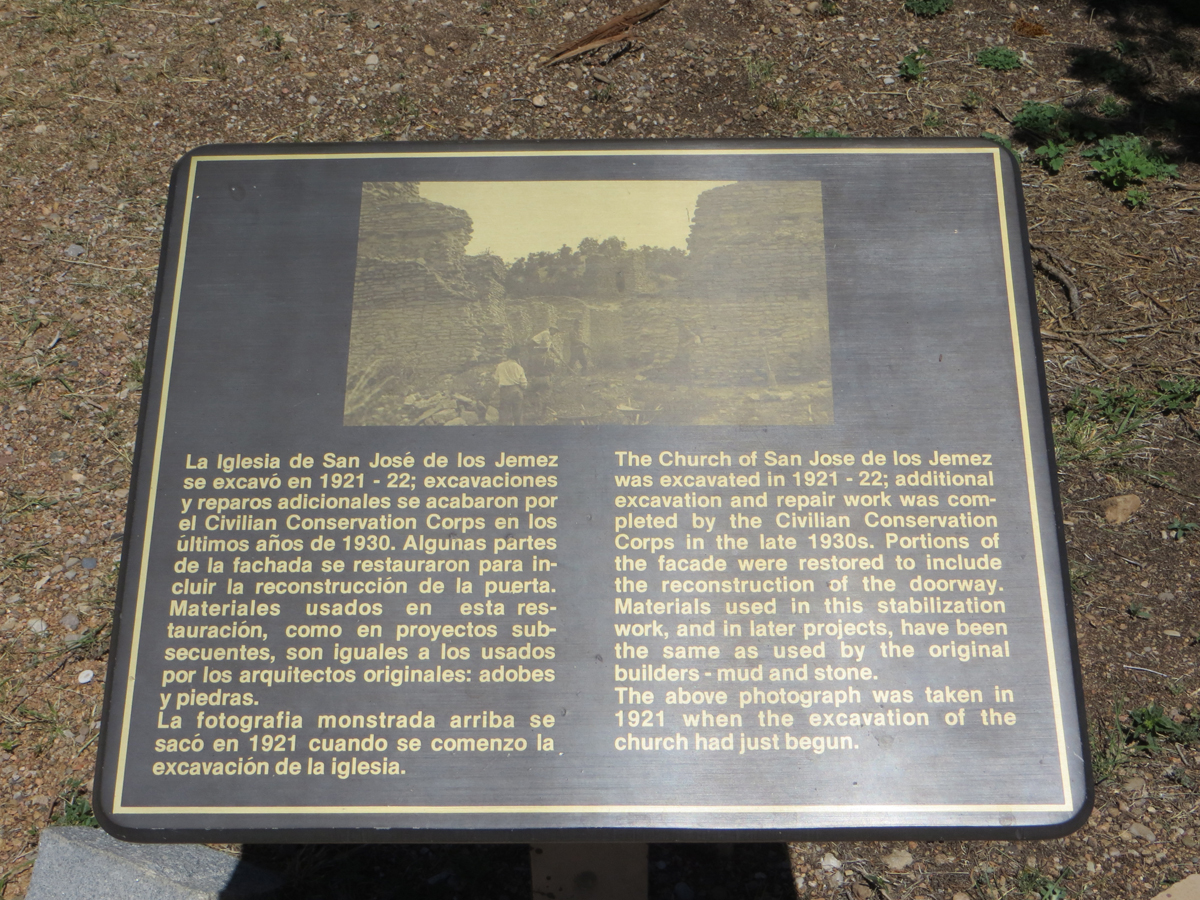 La Iglesia de San José de los Jemez
se excavó en 1921 - 22; excavaciones
y reparos adicionales se acabaron por
el Civilian Conservation Corps en los
últimos años de 1930. Algunas partes
de la fachada se restauraron para in-
cluir la reconstrucción de la puerta.
Materiales usados en esta res-
tauración, como en proyectos sub-
secuentes, son iguales a los usados
por los arquitectos originales: adobes
y piedras.
La fotografia monstrada arriba se
sacó en 1921 cuando se comenzo la
excavación de la iglesia.
The Church of San Jose de los Jemez
was excavated in 1921 - 22; additional
excavation and repair work was com-
pleted by the Civilian Conservation
Corps in the late 1930s. Portions of
the facade were restored to include
the reconstruction of the doorway.
Materials used in this stabilization
work, and in later projects, have been
the same as used by the original
builders - mud and stone.
The above photograph was taken in
1921 when the excavation of the
church had just begun.